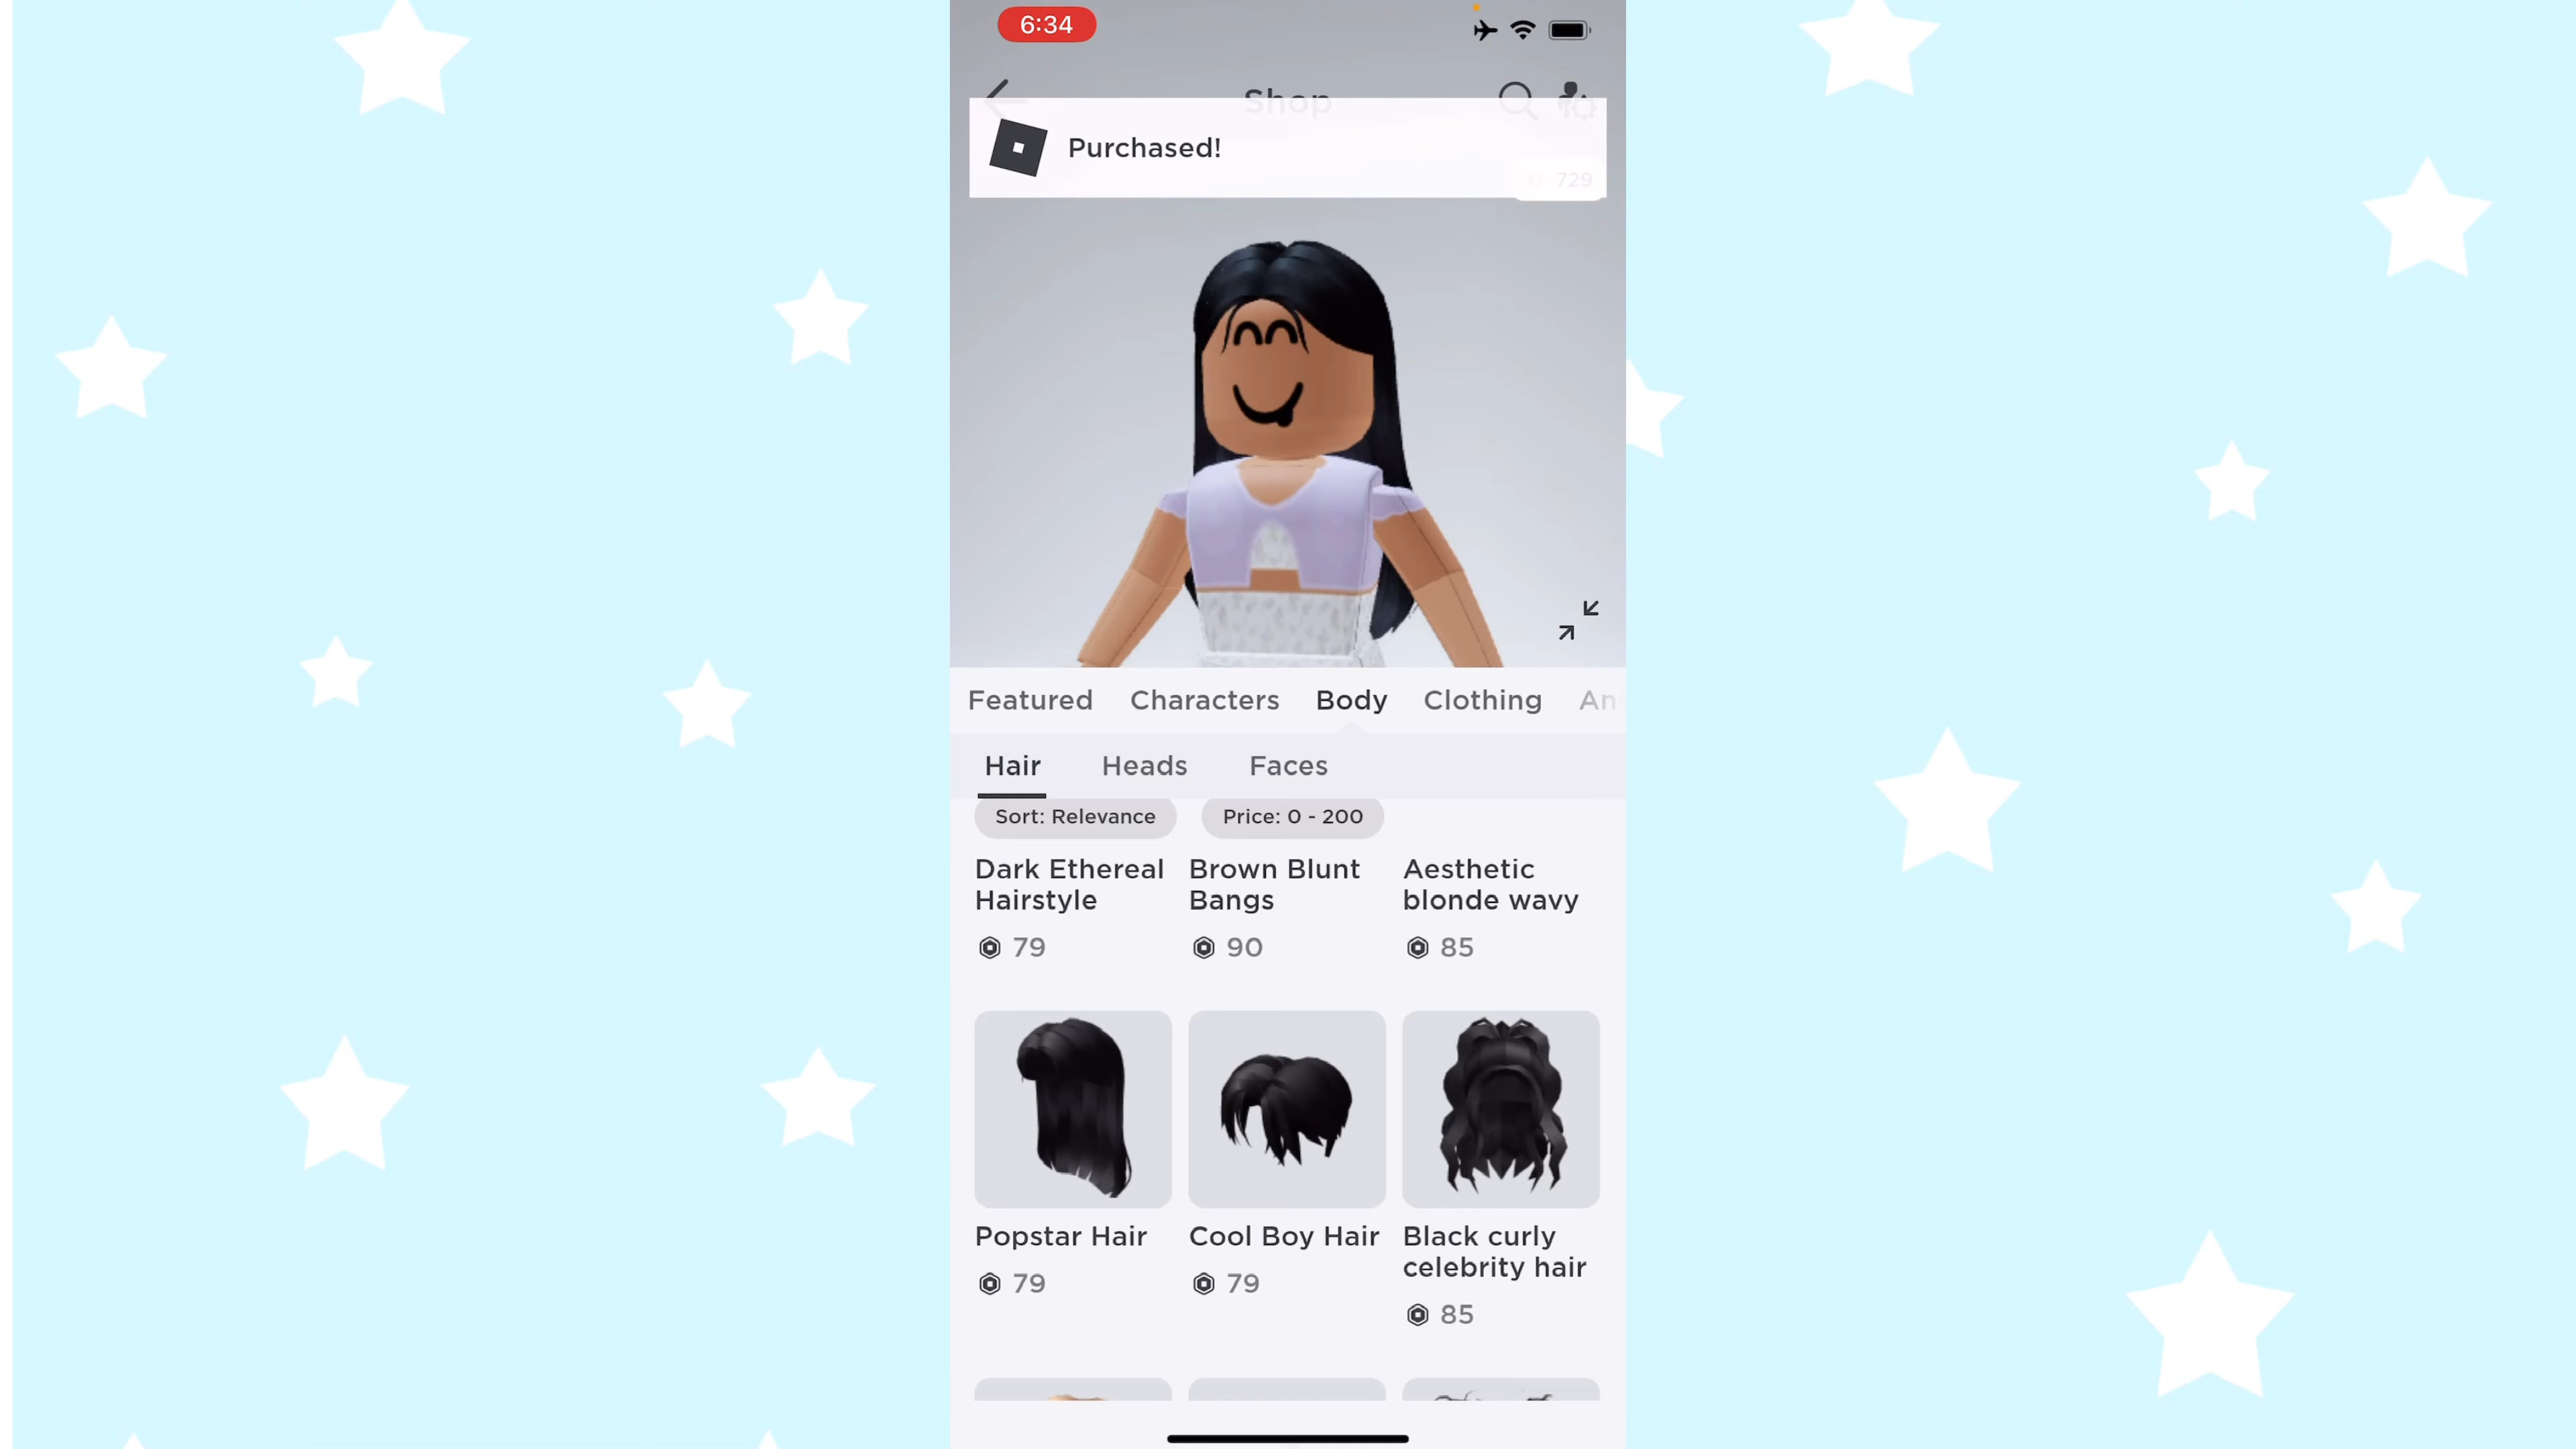 6:34
Shop
Purchased!
729
Featured Characters Body Clothing An
Hair Heads Faces
Sort: Relevance Price: 0 - 200
Dark Ethereal Hairstyle
79
Brown Blunt Bangs
90
Aesthetic blonde wavy
85
Popstar Hair
79
Cool Boy Hair
79
Black curly celebrity hair
85